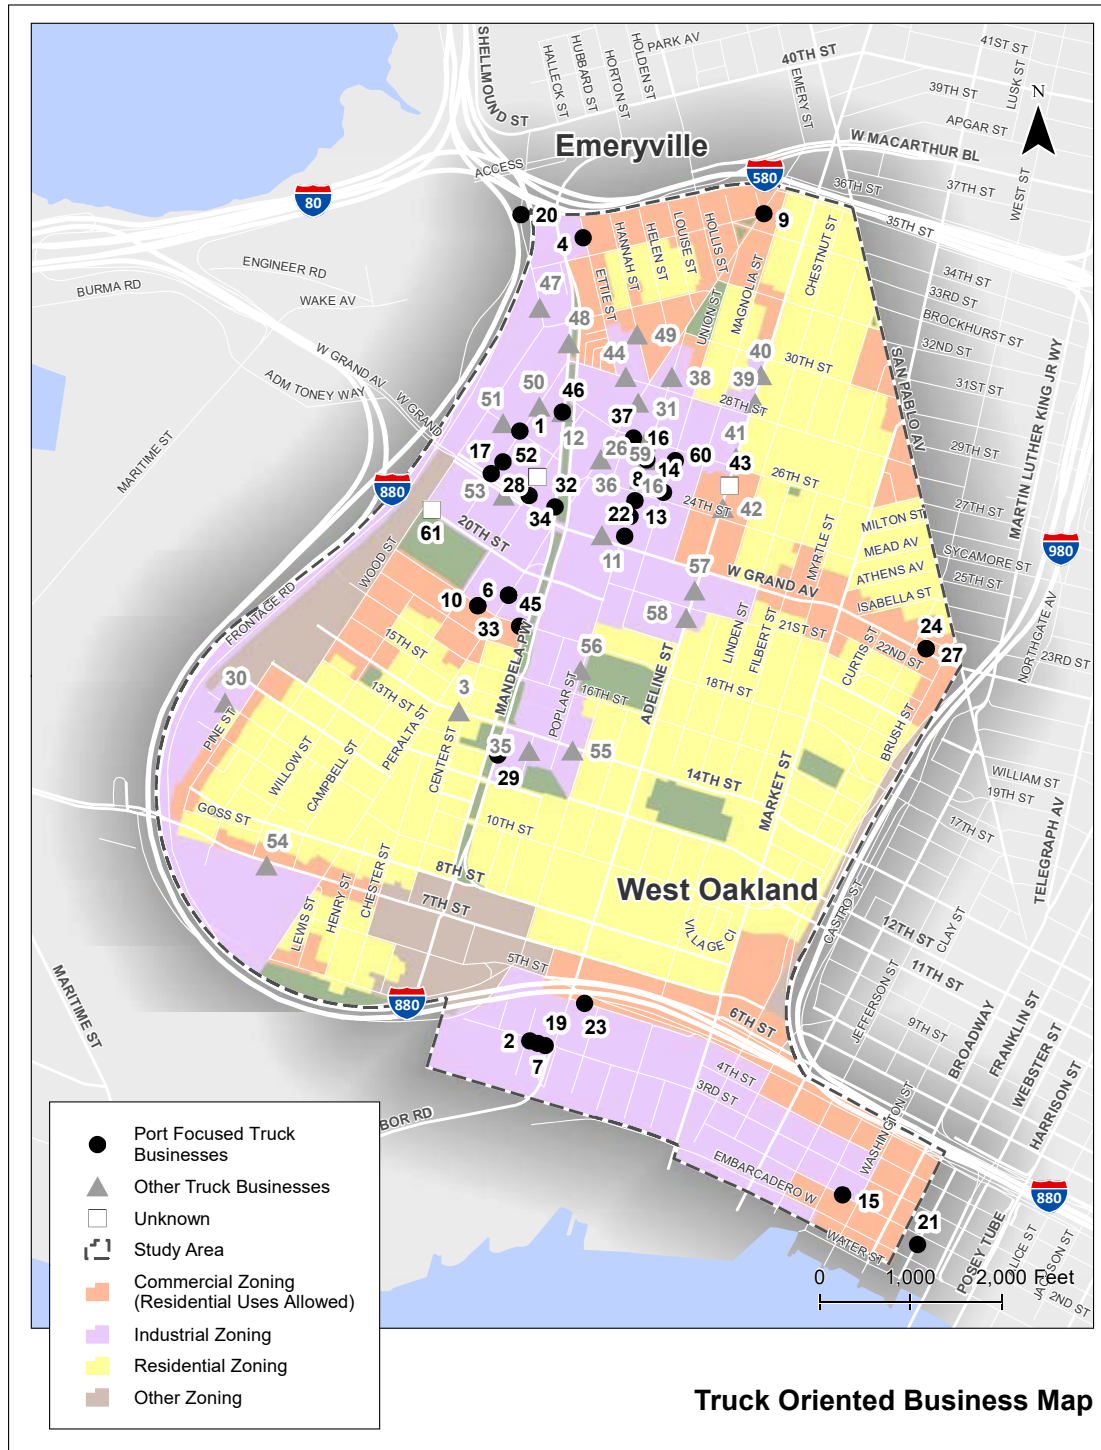 SHELLMOUND ST
HALLECK ST
HUBBARD ST
HORTON ST
HOLDEN ST
PARK AV
40TH ST
EMERY ST
41ST ST
LUSK ST
39TH ST
APGAR ST
N
Emeryville
W MACARTHUR BL
ACCESS
80
580
36TH ST
37TH ST
WEST ST
35TH ST
20
4
9
HANNAH ST
HELEN ST
LOUISE ST
HOLLIS ST
CHESTNUT ST
ENGINEER RD
BURMA RD
WAKE AV
ETTIE ST
MAGNOLIA ST
UNION ST
34TH ST
33RD ST
BROCKHURST ST
32ND ST
47
48
49
44
40
30TH ST
SAN PABLO AV
31ST ST
MARTIN LUTHER KING JR WY
W GRAND AV
ADM TONEY WAY
W GRAND
38
39
28TH ST
50
46
51
1
12
37
31
16
41
29TH ST
MARITIME ST
17
52
26
59
60
43
53
28
32
36
8
14
16
26TH ST
27TH ST
24TH ST
42
880
61
34
22
13
20TH ST
11
MYRTLE ST
MILTON ST
MEAD AV
ATHENS AV
ISABELLA ST
SYCAMORE ST
25TH ST
980
WOOD ST
57
W GRAND AV
FRONTAGE RD
10
6
45
33
58
LINDEN ST
FILBERT ST
21ST ST
CURTIS ST
22ND ST
24
27
NORTHGATE AV
23RD ST
15TH ST
MANDELA PW
56
ADELINE ST
18TH ST
30
13TH ST
3
POPLAR ST
16TH ST
PINE ST
WILLOW ST
CAMPBELL ST
PERALTA ST
CENTER ST
35
29
55
BRUSH ST
14TH ST
MARKET ST
WILLIAM ST
19TH ST
17TH ST
TELEGRAPH AV
GOSS ST
10TH ST
54
8TH ST
7TH ST
West Oakland
LEWIS ST
HENRY ST
CHESTER ST
VILLAGE CI
CASTRO ST
12TH ST
CLAY ST
11TH ST
5TH ST
MARITIME ST
880
6TH ST
JEFFERSON ST
9TH ST
BROADWAY
FRANKLIN ST
WEBSTER ST
HARRISON ST
23
2
19
7
4TH ST
3RD ST
WASHINGTON ST
BOR RD
EMBARCADERO W
15
880
21
WATER ST
POSEY TUBE
ALICE ST
JACKSON ST
2ND ST
0 1,000 2,000 Feet
Port Focused Truck
Businesses
Other Truck Businesses
Unknown
Study Area
Commercial Zoning
(Residential Uses Allowed)
Industrial Zoning
Residential Zoning
Other Zoning
Truck Oriented Business Map